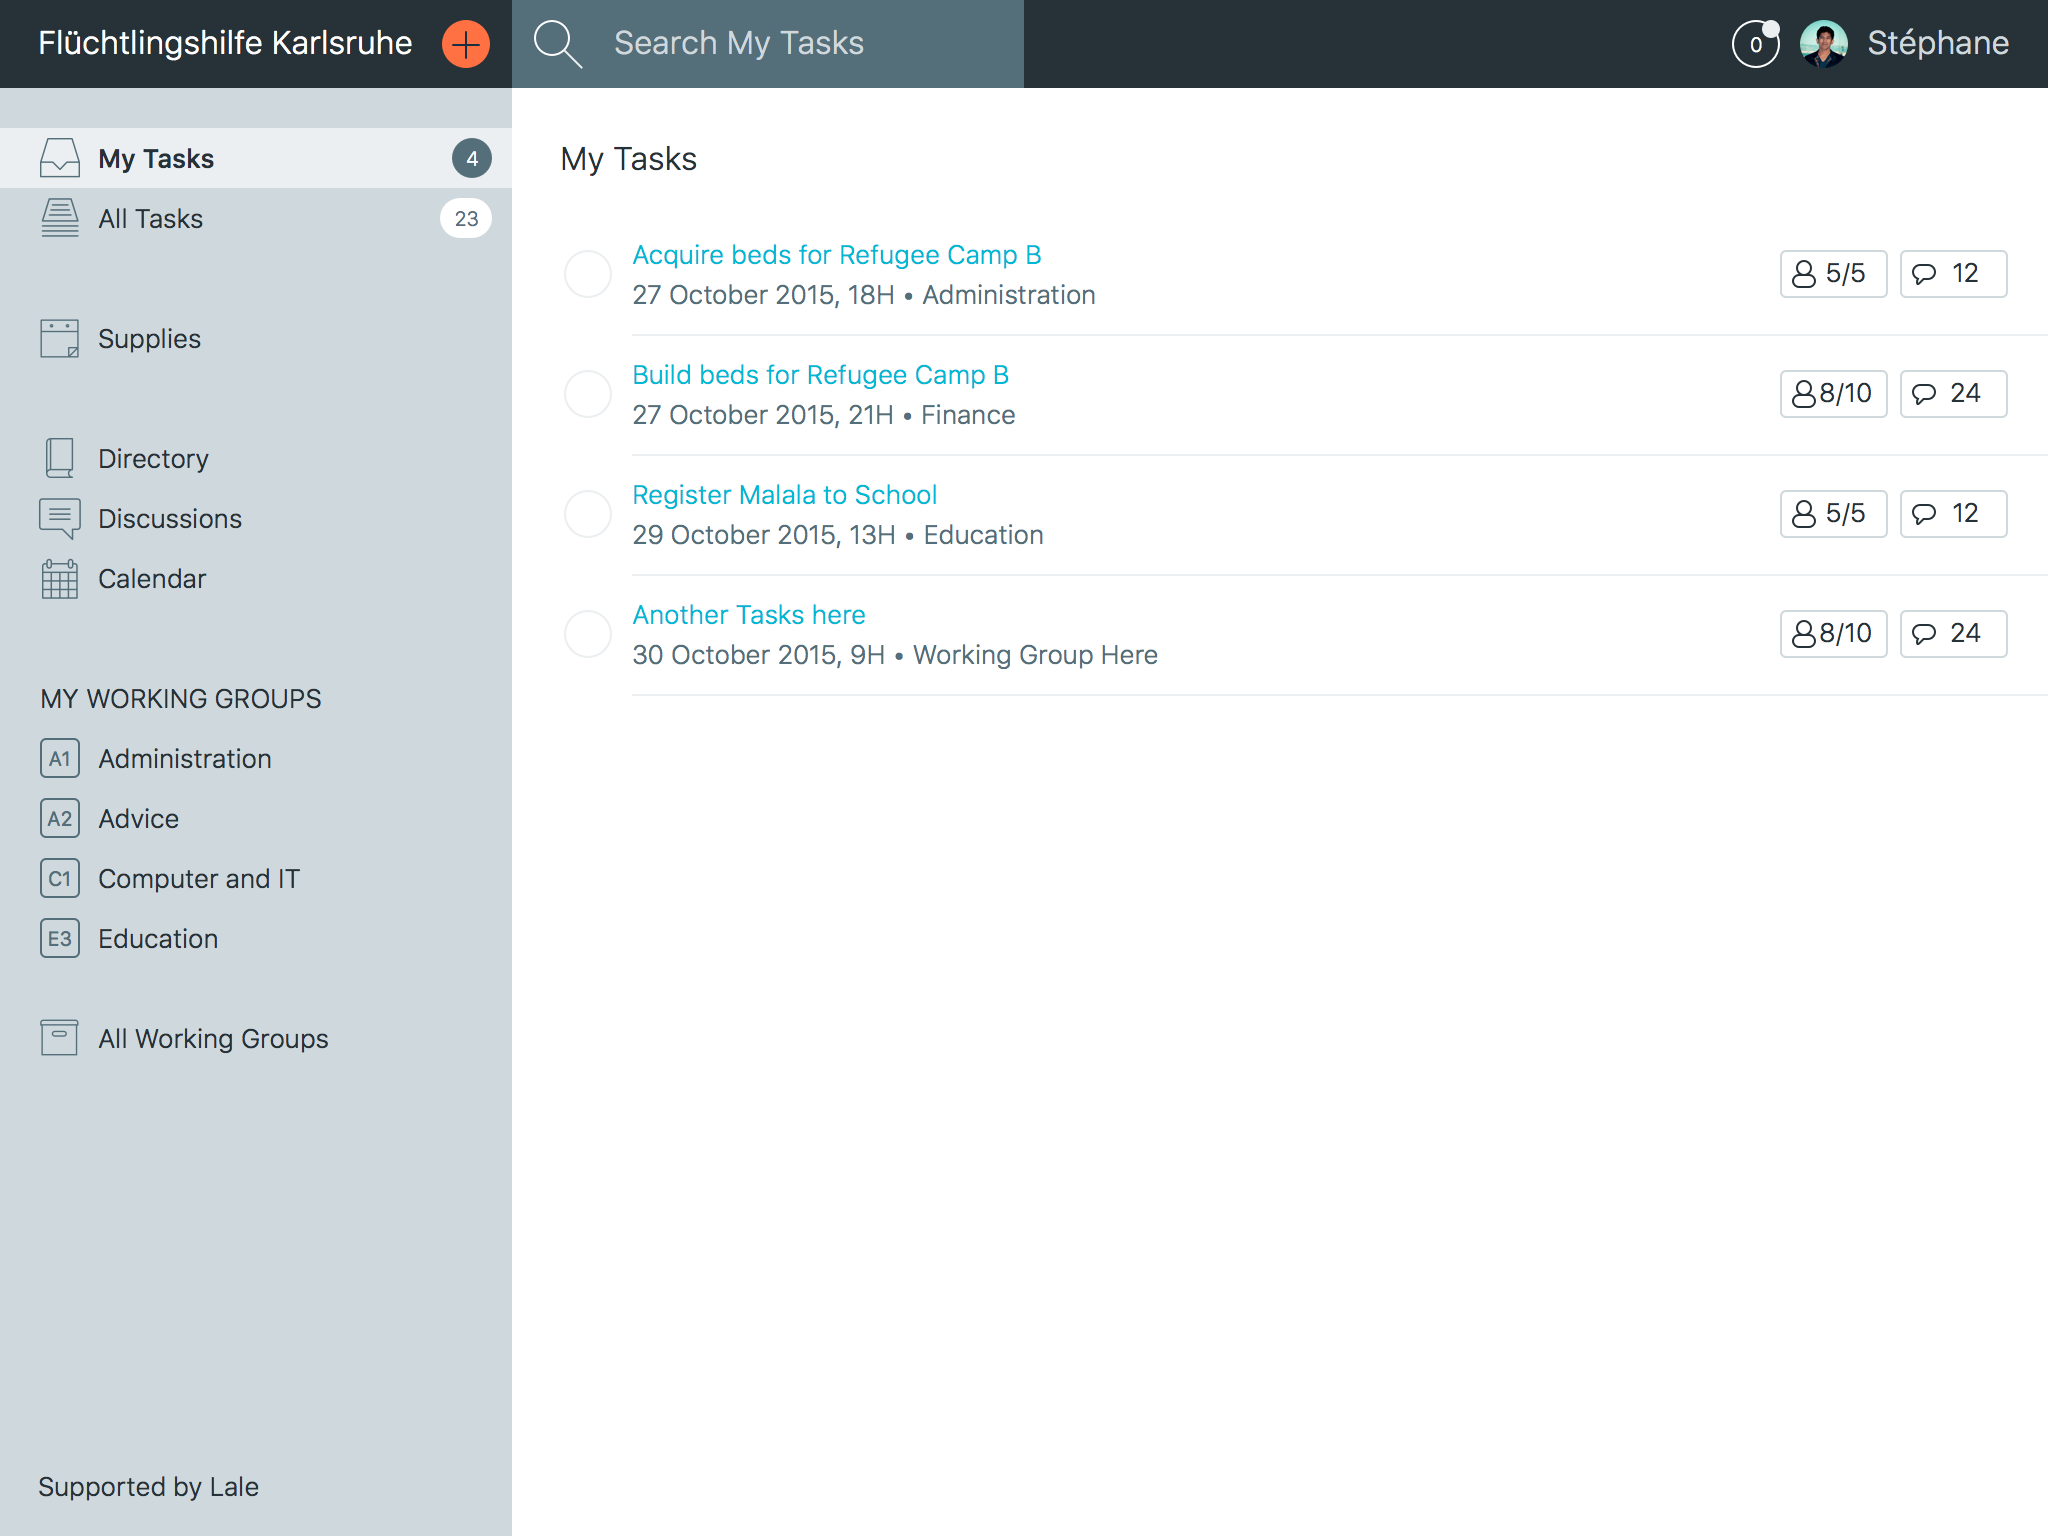 Flüchtlingshilfe Karlsruhe
Search My Tasks
0
Stéphane
My Tasks
4
All Tasks
23
Supplies
Directory
Discussions
Calendar
MY WORKING GROUPS
A1 Administration
A2 Advice
C1 Computer and IT
E3 Education
All Working Groups
Supported by Lale
My Tasks
Acquire beds for Refugee Camp B
27 October 2015, 18H • Administration
5/5
12
Build beds for Refugee Camp B
27 October 2015, 21H • Finance
8/10
24
Register Malala to School
29 October 2015, 13H • Education
5/5
12
Another Tasks here
30 October 2015, 9H • Working Group Here
8/10
24